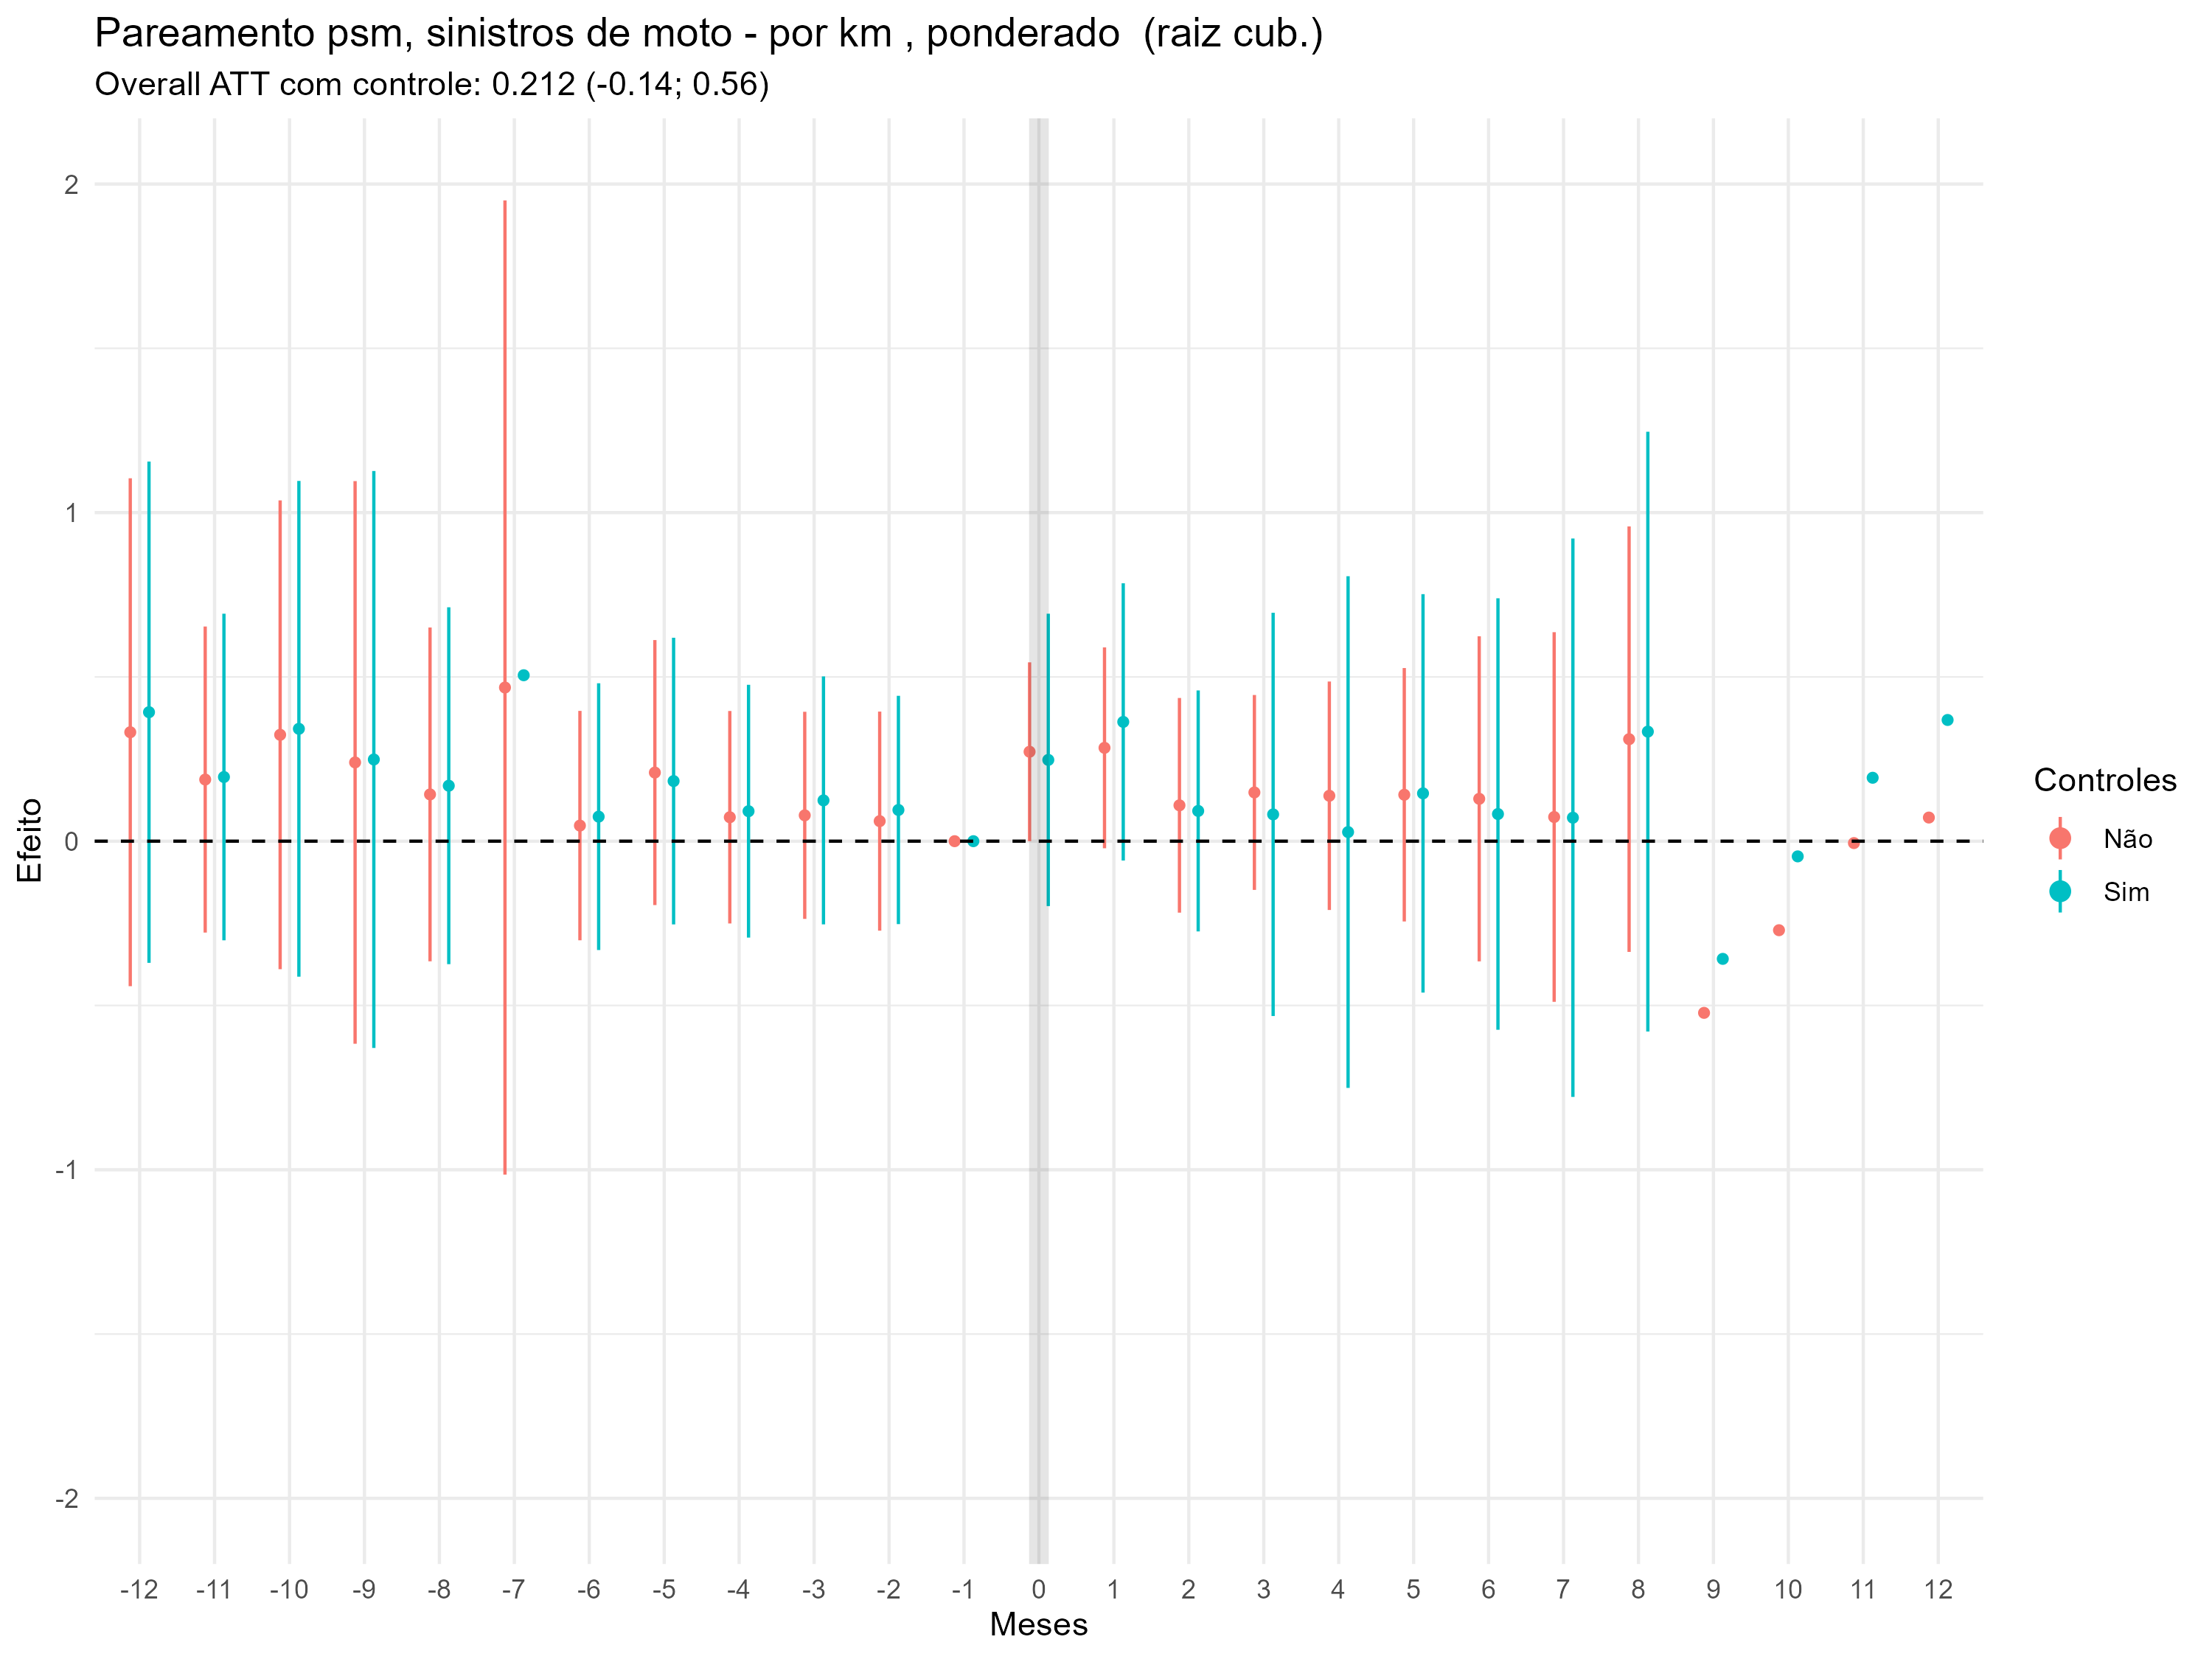 Pareamento psm, sinistros de moto - por km , ponderado  (raiz cub.)
Overall ATT com controle: 0.212 (-0.14; 0.56)
2
1
0
-1
-2
Efeito
-12 -11 -10 -9 -8 -7 -6 -5 -4 -3 -2 -1 0 1 2 3 4 5 6 7 8 9 10 11 12
Meses
Controles
Não
Sim